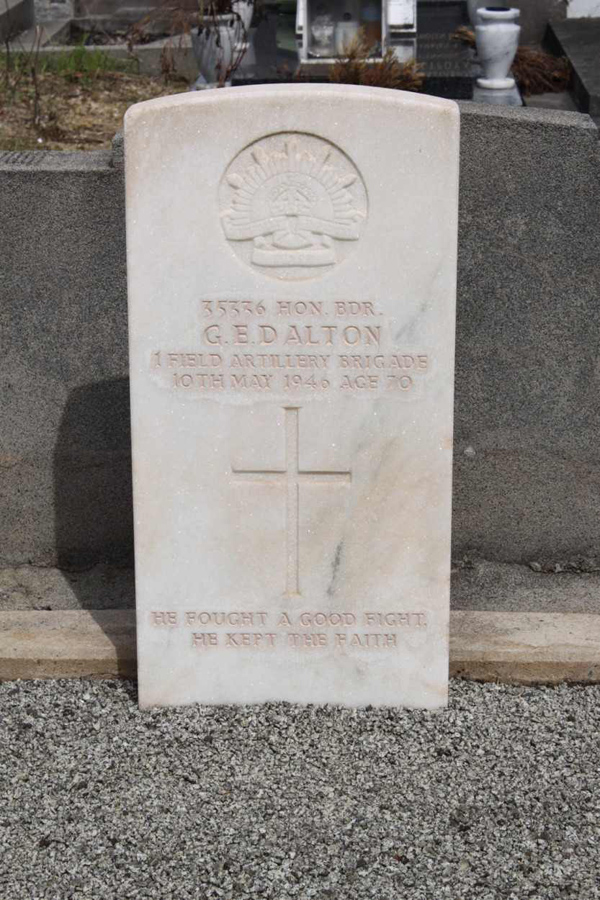 35336 HON. BDR.
G.E.DALTON
1 FIELD ARTILLERY BRIGADE
10TH MAY 1946 AGE 70
HE FOUGHT A GOOD FIGHT.
HE KEPT THE FAITH